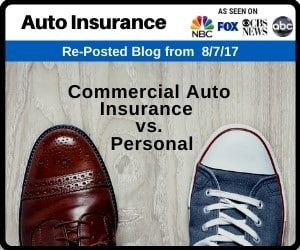 Auto Insurance
AS SEEN ON
NBC FOX CBS NEWS abc
Re-Posted Blog from 8/7/17
Commercial Auto
Insurance
vs.
Personal